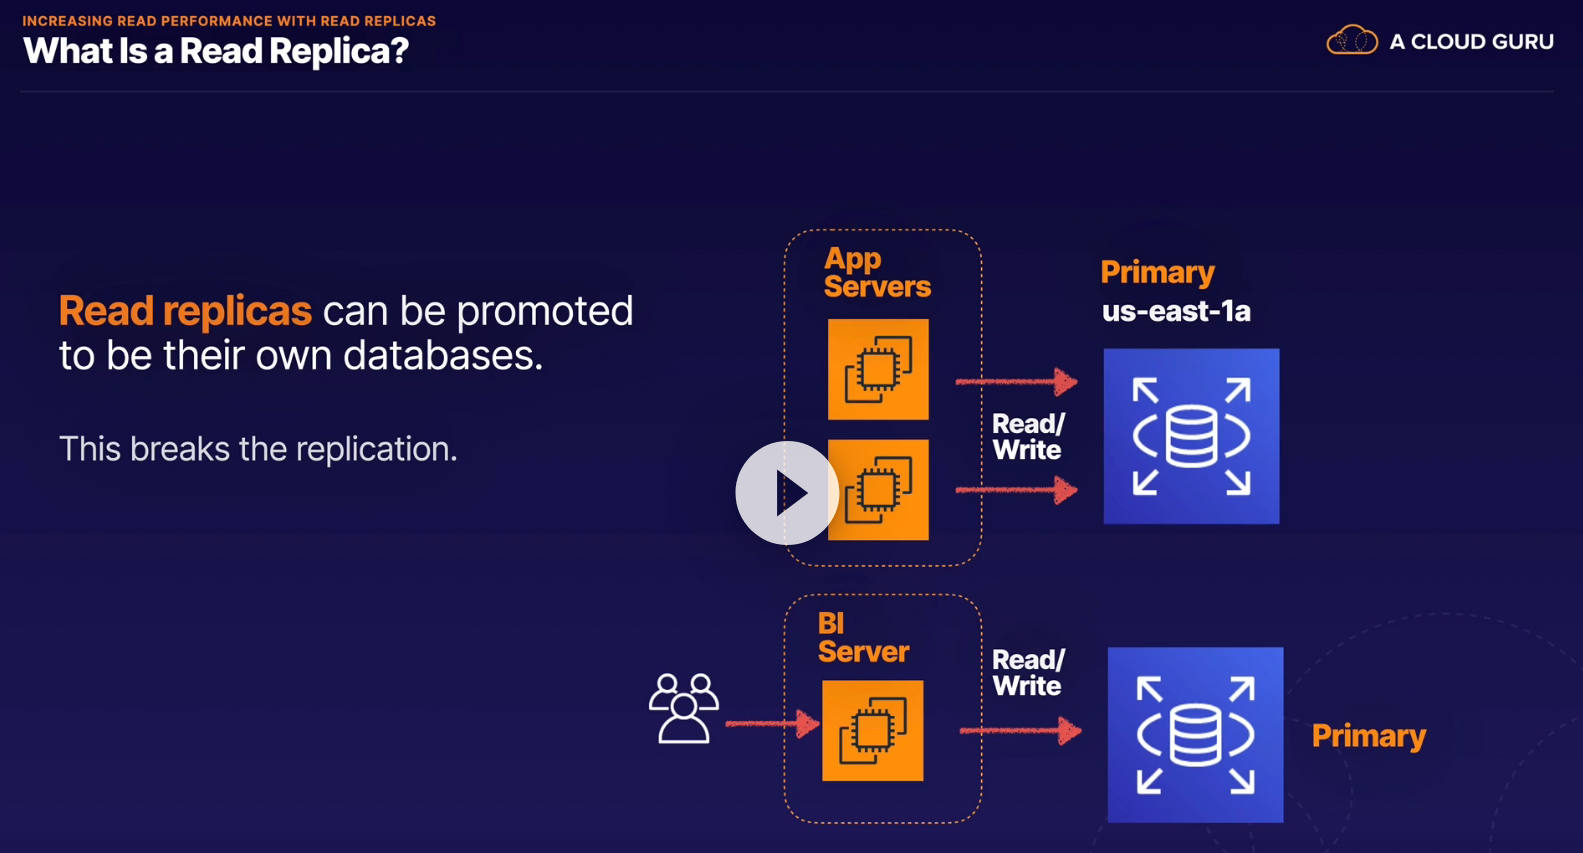 INCREASING READ PERFORMANCE WITH READ REPLICAS
What Is a Read Replica?
A CLOUD GURU
Read replicas can be promoted
to be their own databases.
This breaks the replication.
App
Servers
Read/
Write
Primary
us-east-1a
BI
Server
Read/
Write
Primary